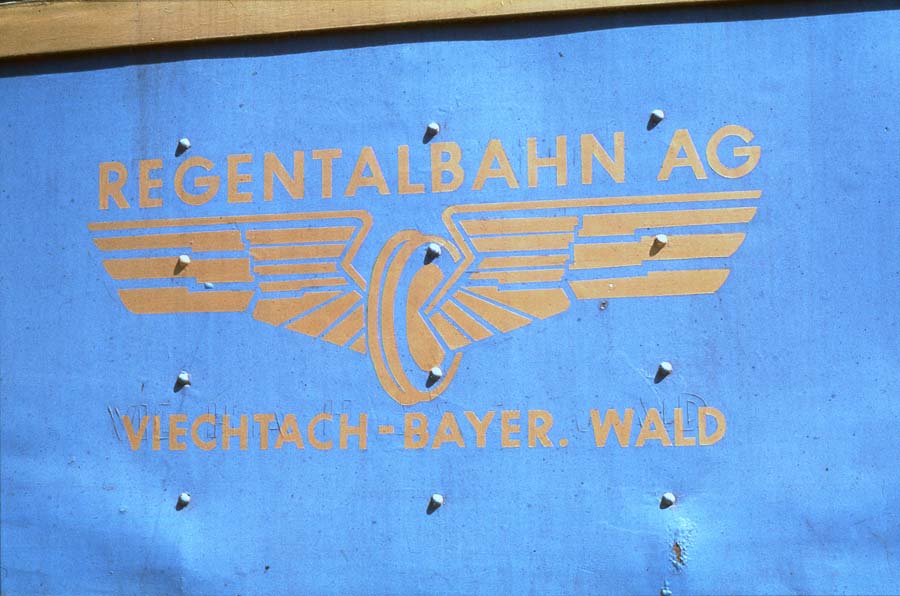 REGENTALBAHN AG
VIECHTACH-BAYER. WALD